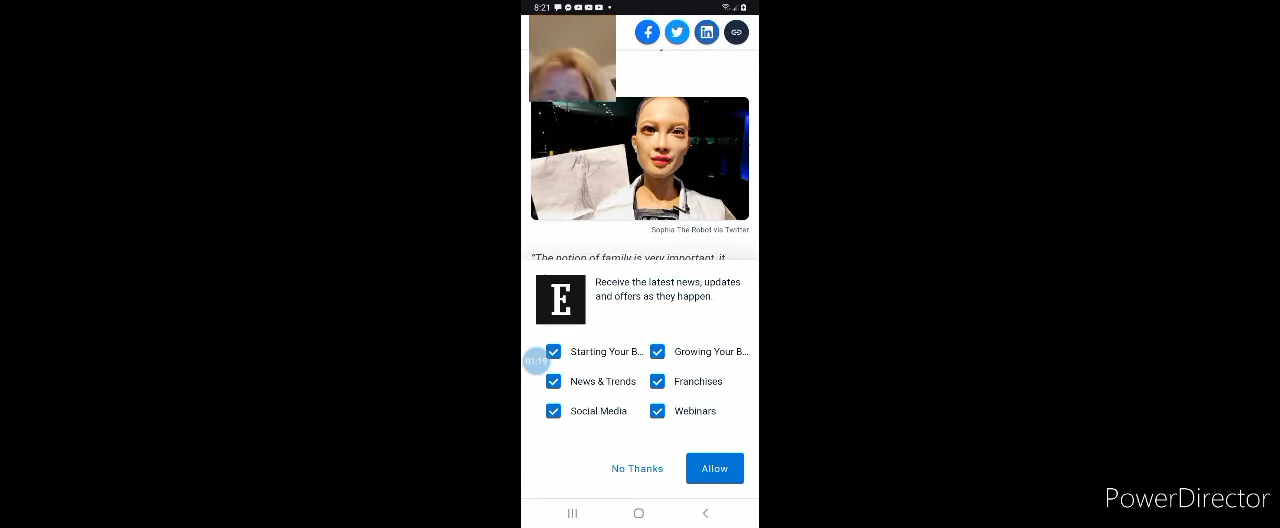 8:21
Sophia The Robot via Twitter
"The notion of family is very important, it
E
Receive the latest news, updates
and offers as they happen.
Starting Your B... Growing Your B...
01:19
News & Trends Franchises
Social Media Webinars
No Thanks Allow
PowerDirector